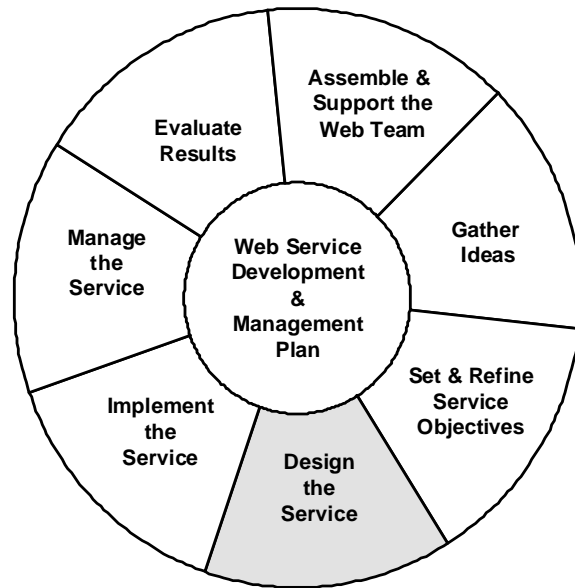 Assemble &
Support the
Web Team
Gather
Ideas
Set & Refine
Service
Objectives
Design
the
Service
Implement
the
Service
Manage
the
Service
Evaluate
Results
Web Service
Development
&
Management
Plan